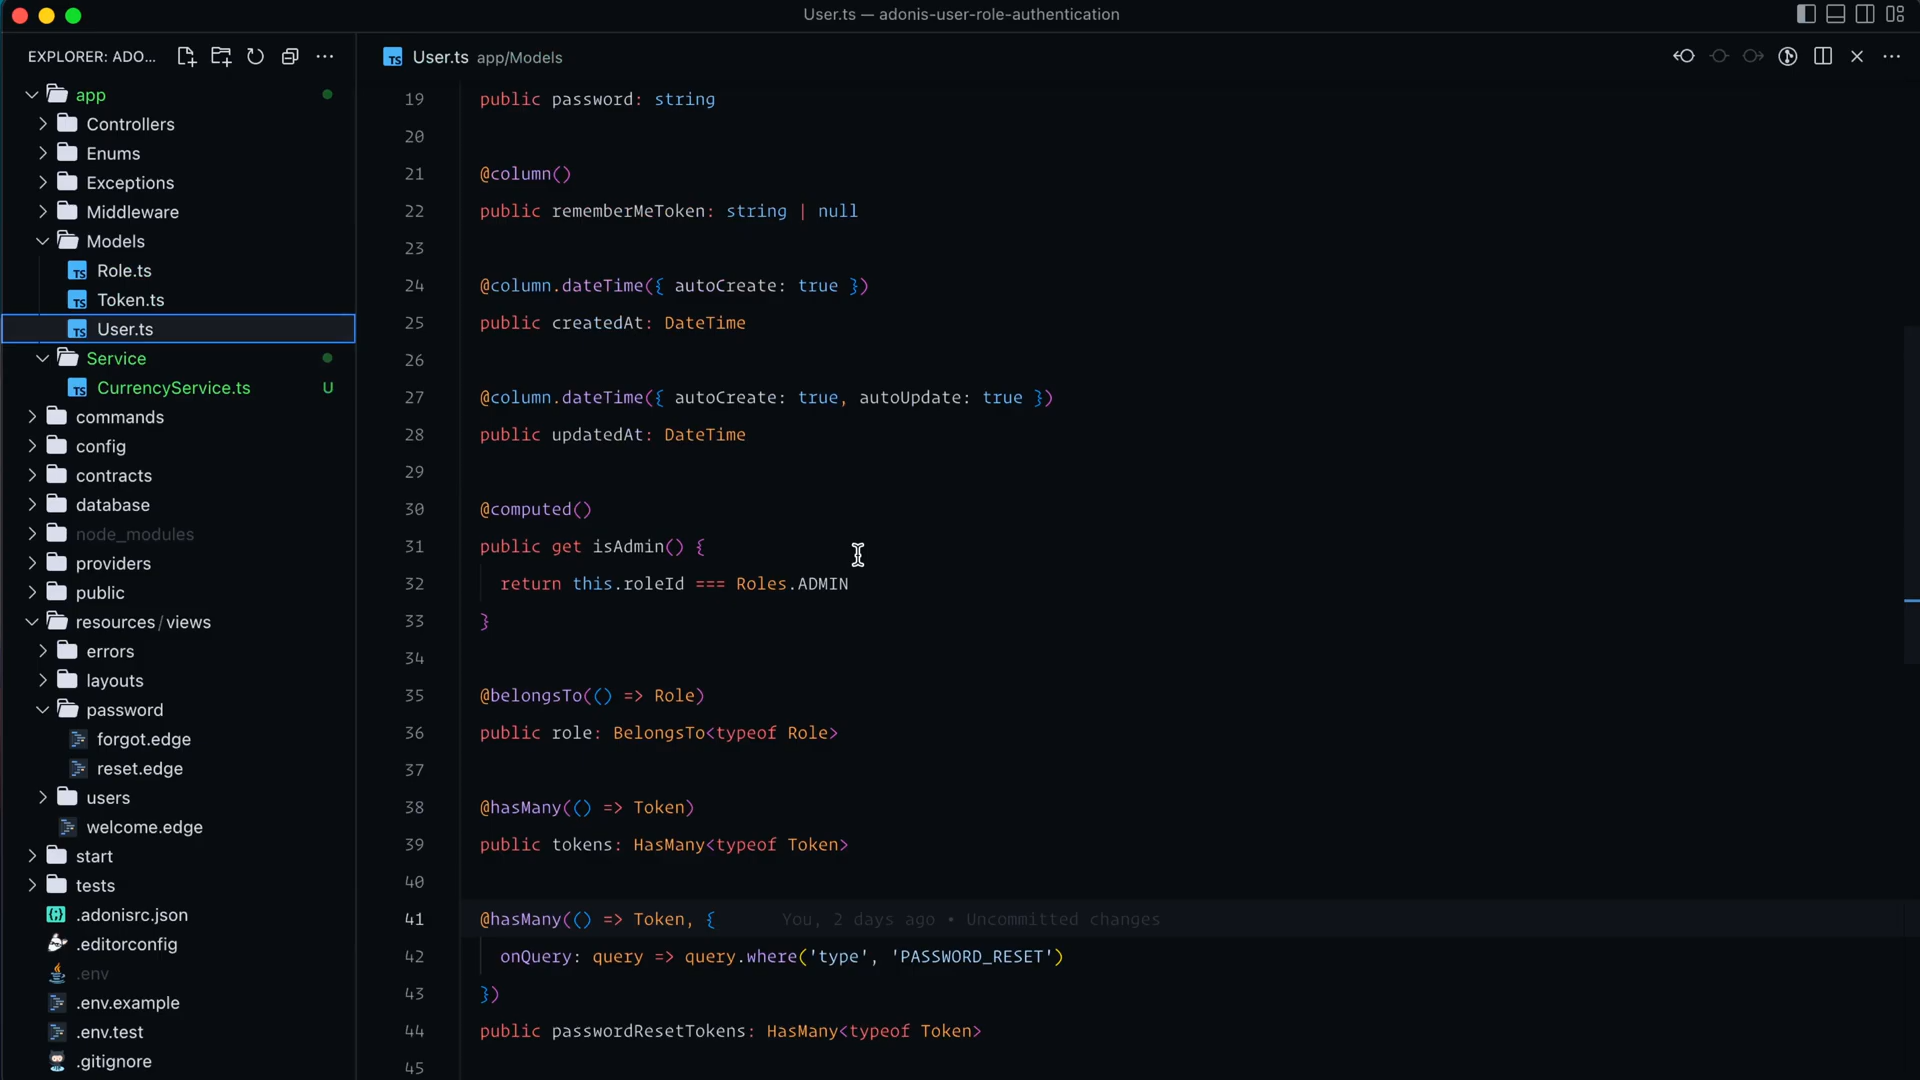 User.ts — adonis-user-role-authentication
EXPLORER: ADO...
TS User.ts app/Models
app
Controllers
Enums
Exceptions
Middleware
Models
TS Role.ts
TS Token.ts
TS User.ts
Service
TS CurrencyService.ts U
commands
config
contracts
database
node_modules
providers
public
resources/views
errors
layouts
password
forgot.edge
reset.edge
users
welcome.edge
start
tests
.adonisrc.json
.editorconfig
.env
.env.example
.env.test
.gitignore
19 public password: string
20
21 @column()
22 public rememberMeToken: string | null
23
24 @column.dateTime({ autoCreate: true })
25 public createdAt: DateTime
26
27 @column.dateTime({ autoCreate: true, autoUpdate: true })
28 public updatedAt: DateTime
29
30 @computed()
31 public get isAdmin() {
32 return this.roleId === Roles.ADMIN
33 }
34
35 @belongsTo(() => Role)
36 public role: BelongsTo<typeof Role>
37
38 @hasMany(() => Token)
39 public tokens: HasMany<typeof Token>
40
41 @hasMany(() => Token, { You, 2 days ago • Uncommitted changes
42 onQuery: query => query.where('type', 'PASSWORD_RESET')
43 })
44 public passwordResetTokens: HasMany<typeof Token>
45